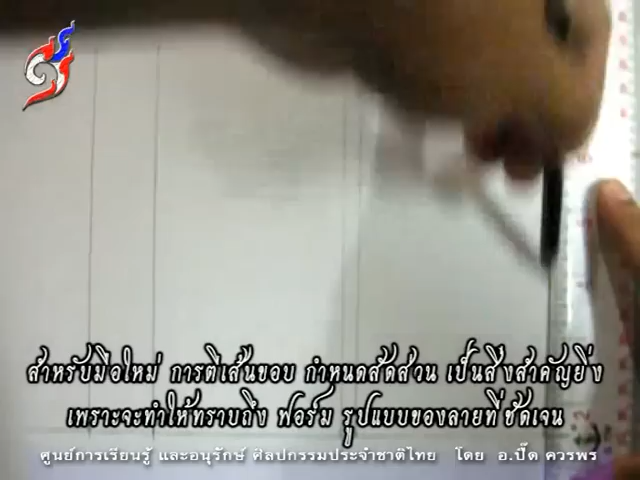 สำหรับมือใหม่ การตีเส้นขอบ กำหนดสัดส่วน เป็นสิ่งสำคัญยิ่ง
เพราะจะทำให้ทราบถึง ฟอร์ม รูปแบบของลายที่ชัดเจน
ศูนย์การเรียนรู้ และอนุรักษ์ ศิลปกรรมประจำชาติไทย โดย อ.ปี๊ด ควรพร